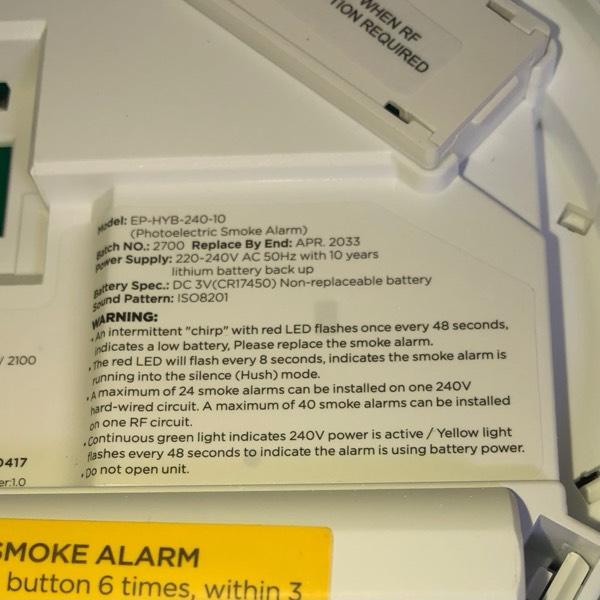 WHEN RF
TION REQUIRED
Model: EP-HYB-240-10
(Photoelectric Smoke Alarm)
Batch NO.: 2700 Replace By End: APR. 2033
Power Supply: 220-240V AC 50Hz with 10 years
lithium battery back up
Battery Spec.: DC 3V(CR17450) Non-replaceable battery
Sound Pattern: ISO8201
WARNING:
• An intermittent "chirp" with red LED flashes once every 48 seconds,
indicates a low battery, Please replace the smoke alarm.
• The red LED will flash every 8 seconds, indicates the smoke alarm is
running into the silence (Hush) mode.
• A maximum of 24 smoke alarms can be installed on one 240V
hard-wired circuit. A maximum of 40 smoke alarms can be installed
on one RF circuit.
• Continuous green light indicates 240V power is active / Yellow light
flashes every 48 seconds to indicate the alarm is using battery power.
• Do not open unit.
/ 2100
0417
er:1.0
SMOKE ALARM
button 6 times, within 3